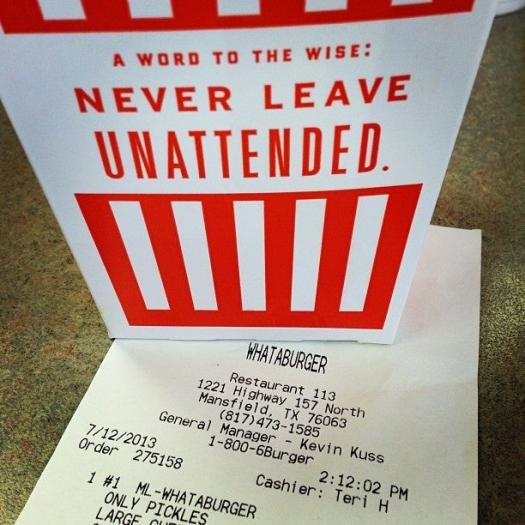 A WORD TO THE WISE:
NEVER LEAVE
UNATTENDED.
WHATABURGER
Restaurant 113
1221 Highway 157 North
Mansfield, TX 76063
(817)473-1585
General Manager - Kevin Kuss
1-800-6Burger
7/12/2013 2:12:02 PM
Order 275158 Cashier: Teri H
1 #1 ML-WHATABURGER
ONLY PICKLES
LARGE